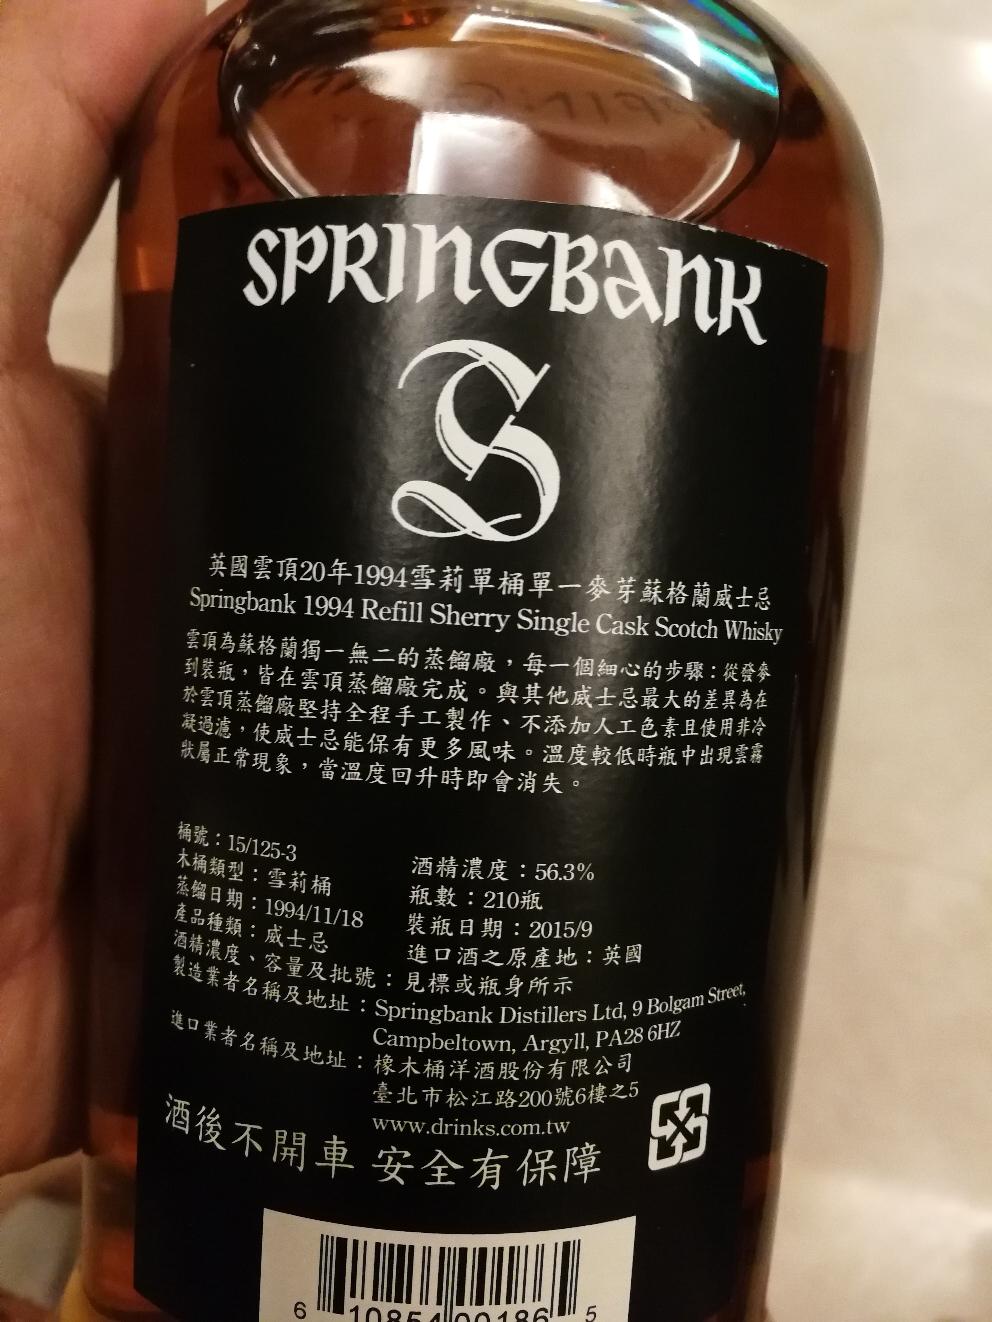 SPRINGBANK
S
英國雲頂20年1994雪莉單桶單一麥芽蘇格蘭威士忌
Springbank 1994 Refill Sherry Single Cask Scotch Whisky
雲頂為蘇格蘭獨一無二的蒸餾廠，每一個細心的步驟：從發麥
到裝瓶，皆在雲頂蒸餾廠完成。與其他威士忌最大的差異為在
於雲頂蒸餾廠堅持全程手工製作、不添加人工色素且使用非冷
凝過濾，使威士忌能保有更多風味。溫度較低時瓶中出現雲霧
狀屬正常現象，當溫度回升時即會消失。
桶號：15/125-3
木桶類型：雪莉桶
蒸餾日期：1994/11/18
產品種類：威士忌
酒精濃度：56.3%
瓶數：210瓶
裝瓶日期：2015/9
進口酒之原產地：英國
酒精濃度、容量及批號：見標或瓶身所示
製造業者名稱及地址：Springbank Distillers Ltd, 9 Bolgam Street,
Campbeltown, Argyll, PA28 6HZ
進口業者名稱及地址：橡木桶洋酒股份有限公司
臺北市松江路200號6樓之5
www.drinks.com.tw
酒後不開車 安全有保障
6 10854 00186 5